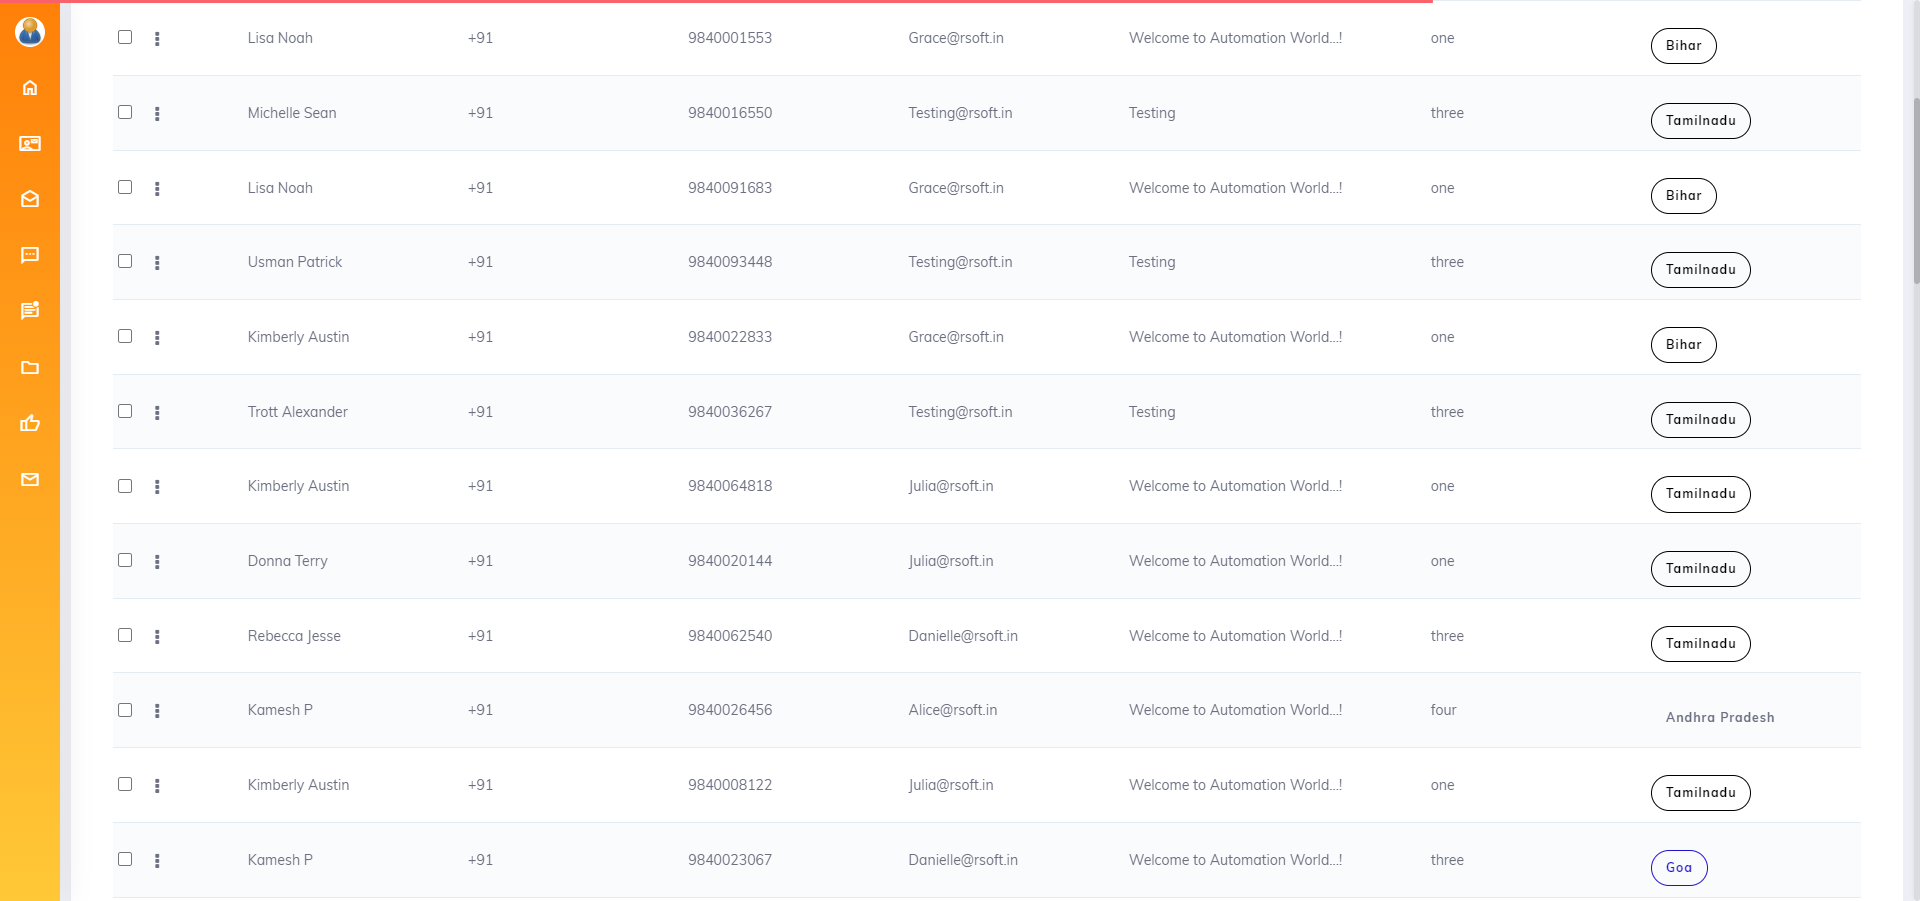 Lisa Noah +91 9840001553 Grace@rsoft.in Welcome to Automation World...! one Bihar
Michelle Sean +91 9840016550 Testing@rsoft.in Testing three Tamilnadu
Lisa Noah +91 9840091683 Grace@rsoft.in Welcome to Automation World...! one Bihar
Usman Patrick +91 9840093448 Testing@rsoft.in Testing three Tamilnadu
Kimberly Austin +91 9840022833 Grace@rsoft.in Welcome to Automation World...! one Bihar
Trott Alexander +91 9840036267 Testing@rsoft.in Testing three Tamilnadu
Kimberly Austin +91 9840064818 Julia@rsoft.in Welcome to Automation World...! one Tamilnadu
Donna Terry +91 9840020144 Julia@rsoft.in Welcome to Automation World...! one Tamilnadu
Rebecca Jesse +91 9840062540 Danielle@rsoft.in Welcome to Automation World...! three Tamilnadu
Kamesh P +91 9840026456 Alice@rsoft.in Welcome to Automation World...! four Andhra Pradesh
Kimberly Austin +91 9840008122 Julia@rsoft.in Welcome to Automation World...! one Tamilnadu
Kamesh P +91 9840023067 Danielle@rsoft.in Welcome to Automation World...! three Goa